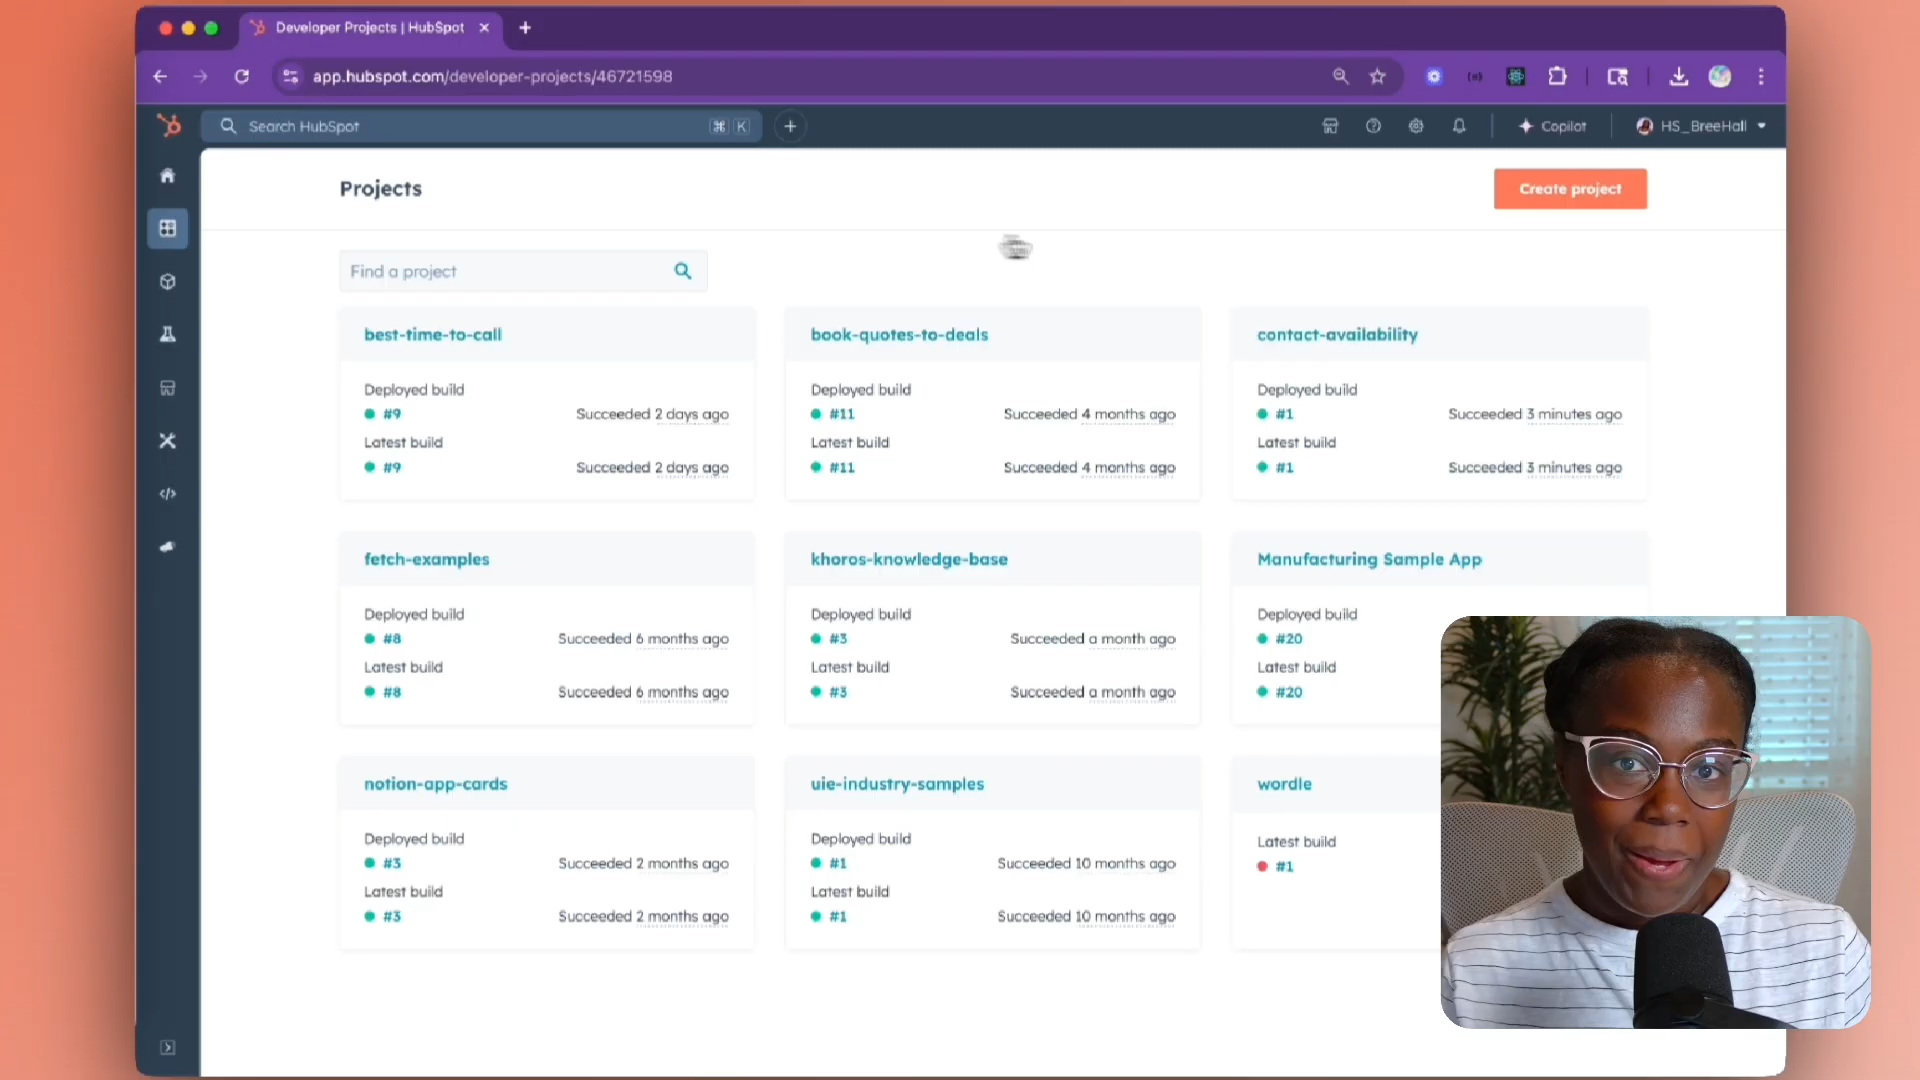 Developer Projects | HubSpot
app.hubspot.com/developer-projects/46721598
Search HubSpot
⌘ K
Copilot
HS_BreeHall
Projects
Create project
Find a project
best-time-to-call
Deployed build
#9
Succeeded 2 days ago
Latest build
#9
Succeeded 2 days ago
book-quotes-to-deals
Deployed build
#11
Succeeded 4 months ago
Latest build
#11
Succeeded 4 months ago
contact-availability
Deployed build
#1
Succeeded 3 minutes ago
Latest build
#1
Succeeded 3 minutes ago
fetch-examples
Deployed build
#8
Succeeded 6 months ago
Latest build
#8
Succeeded 6 months ago
khoros-knowledge-base
Deployed build
#3
Succeeded a month ago
Latest build
#3
Succeeded a month ago
Manufacturing Sample App
Deployed build
#20
Latest build
#20
notion-app-cards
Deployed build
#3
Succeeded 2 months ago
Latest build
#3
Succeeded 2 months ago
uie-industry-samples
Deployed build
#1
Succeeded 10 months ago
Latest build
#1
Succeeded 10 months ago
wordle
Latest build
#1